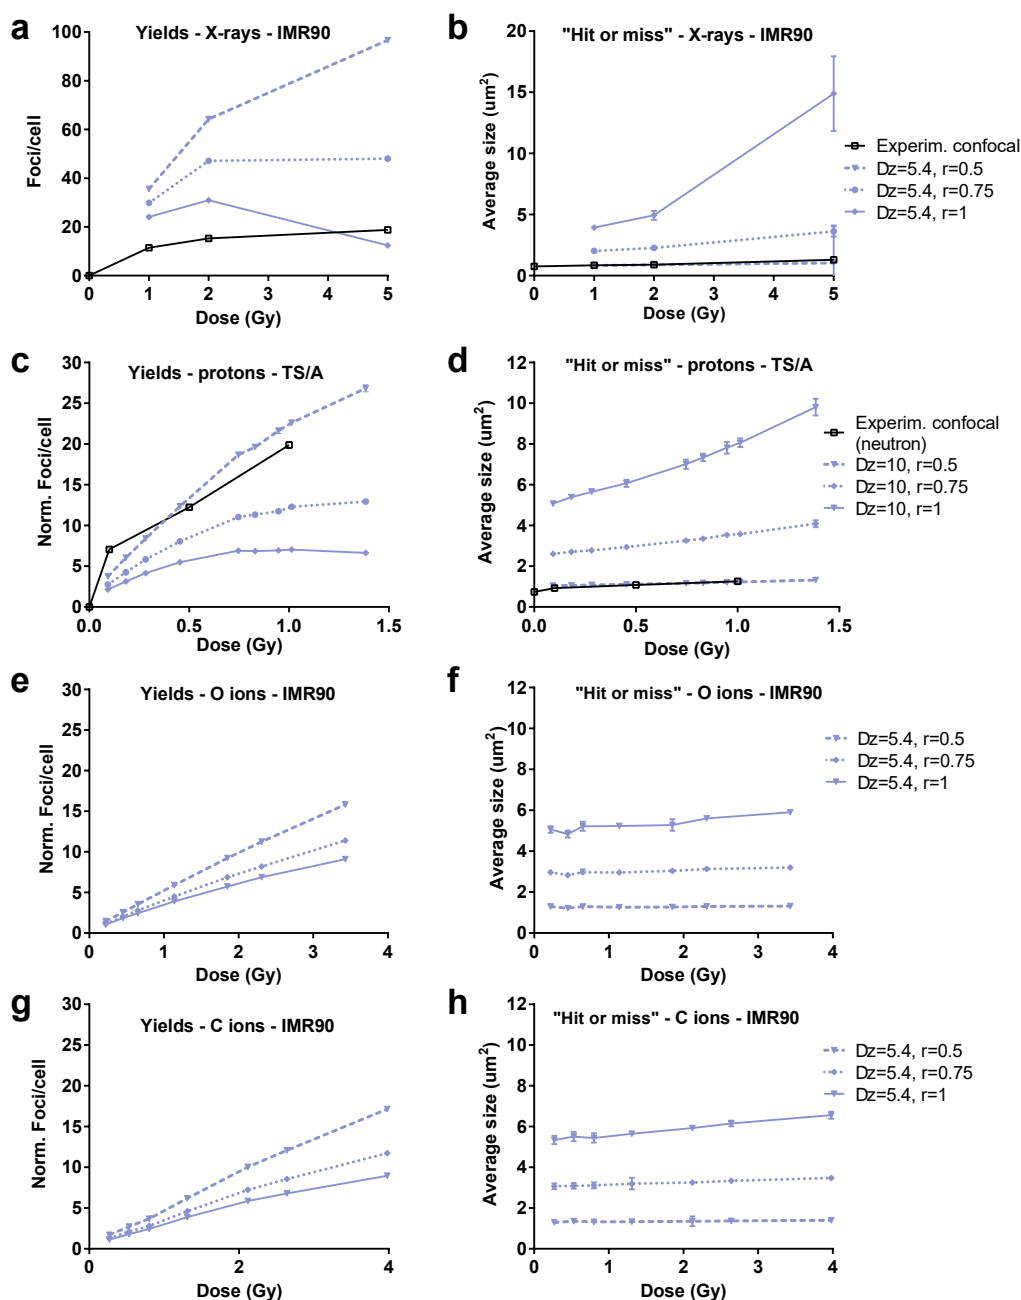 a
Yields - X-rays - IMR90
Foci/cell
100
80
60
40
20
0
0 1 2 3 4 5
Dose (Gy)
b
"Hit or miss" - X-rays - IMR90
Average size (um²)
20
15
10
5
0
0 1 2 3 4 5
Dose (Gy)
Experim. confocal
Dz=5.4, r=0.5
Dz=5.4, r=0.75
Dz=5.4, r=1
c
Yields - protons - TS/A
Norm. Foci/cell
30
25
20
15
10
5
0
0.0 0.5 1.0 1.5
Dose (Gy)
d
"Hit or miss" - protons - TS/A
Average size (um²)
12
10
8
6
4
2
0
0.0 0.5 1.0 1.5
Dose (Gy)
Experim. confocal
(neutron)
Dz=10, r=0.5
Dz=10, r=0.75
Dz=10, r=1
e
Yields - O ions - IMR90
Norm. Foci/cell
30
25
20
15
10
5
0
0 1 2 3 4
Dose (Gy)
f
"Hit or miss" - O ions - IMR90
Average size (um²)
12
10
8
6
4
2
0
0 1 2 3 4
Dose (Gy)
Dz=5.4, r=0.5
Dz=5.4, r=0.75
Dz=5.4, r=1
g
Yields - C ions - IMR90
Norm. Foci/cell
30
25
20
15
10
5
0
0 2 4
Dose (Gy)
h
"Hit or miss" - C ions - IMR90
Average size (um²)
12
10
8
6
4
2
0
0 1 2 3 4
Dose (Gy)
Dz=5.4, r=0.5
Dz=5.4, r=0.75
Dz=5.4, r=1